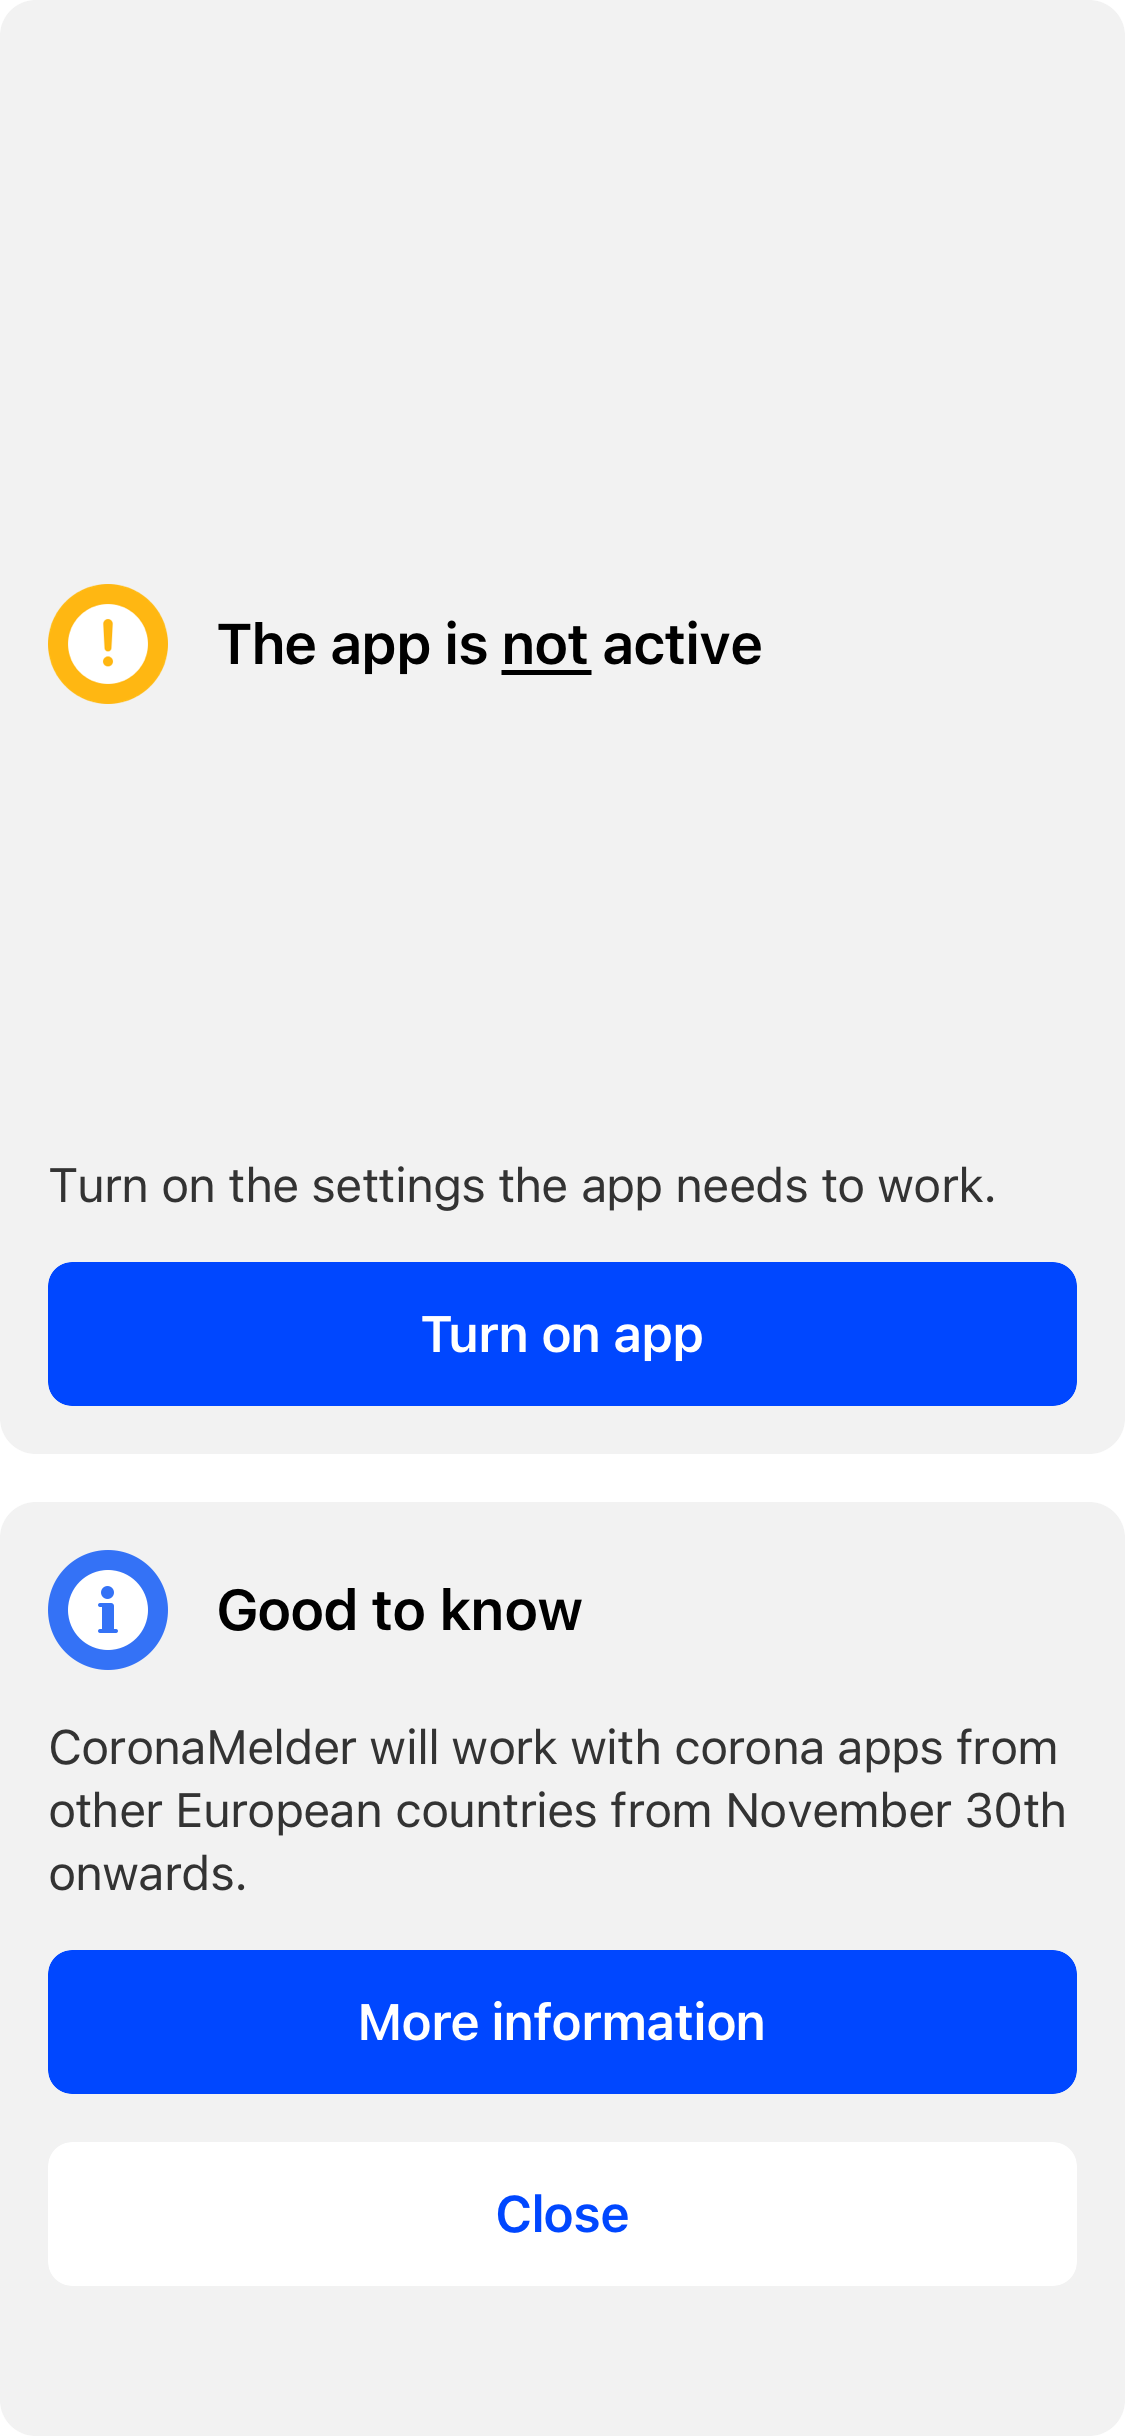 The app is not active
Turn on the settings the app needs to work.
Turn on app
Good to know
CoronaMelder will work with corona apps from
other European countries from November 30th
onwards.
More information
Close